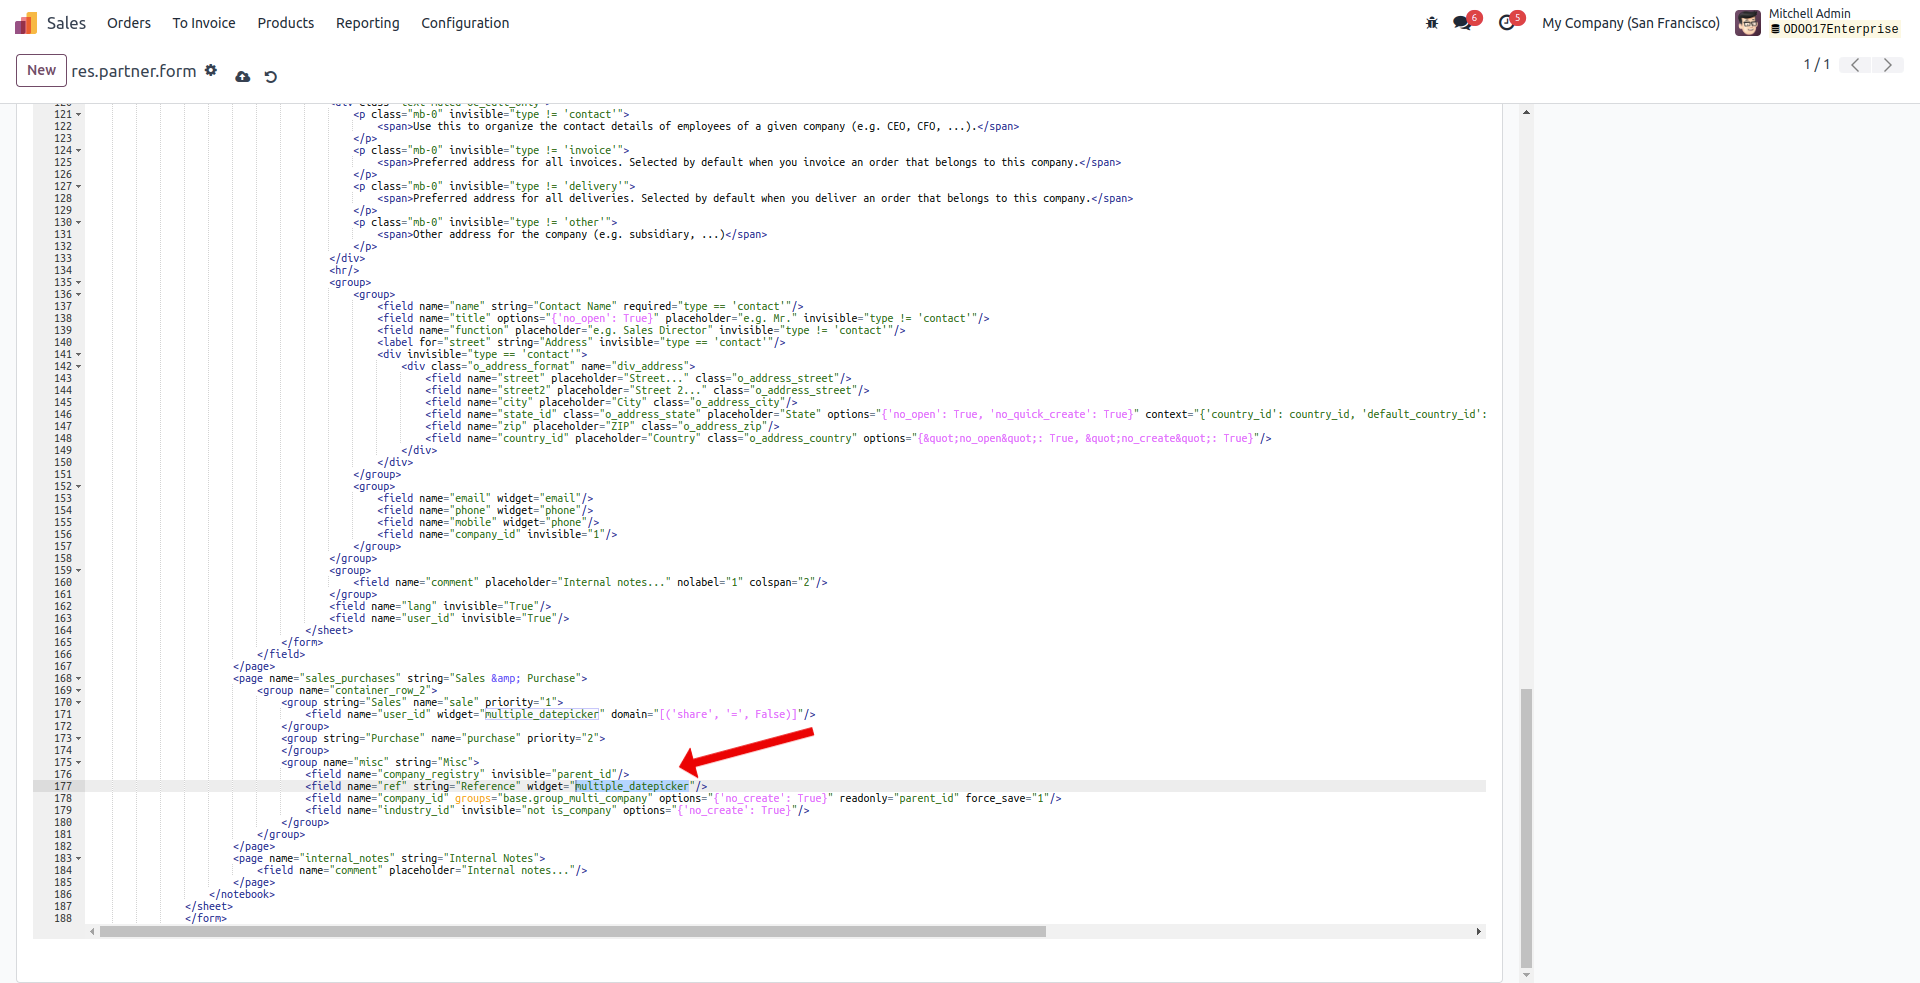 Sales Orders To Invoice Products Reporting Configuration 6 5 My Company (San Francisco) Mitchell Admin
ODOO17Enterprise
New res.partner.form 1 / 1
121 <p class="mb-0" invisible="type != 'contact'">
122 <span>Use this to organize the contact details of employees of a given company (e.g. CEO, CFO, ...).</span>
123 </p>
124 <p class="mb-0" invisible="type != 'invoice'">
125 <span>Preferred address for all invoices. Selected by default when you invoice an order that belongs to this company.</span>
126 </p>
127 <p class="mb-0" invisible="type != 'delivery'">
128 <span>Preferred address for all deliveries. Selected by default when you deliver an order that belongs to this company.</span>
129 </p>
130 <p class="mb-0" invisible="type != 'other'">
131 <span>Other address for the company (e.g. subsidiary, ...)</span>
132 </p>
133 </div>
134 <hr/>
135 <group>
136 <group>
137 <field name="name" string="Contact Name" required="type == 'contact'"/>
138 <field name="title" options="{'no_open': True}" placeholder="e.g. Mr." invisible="type != 'contact'"/>
139 <field name="function" placeholder="e.g. Sales Director" invisible="type != 'contact'"/>
140 <label for="street" string="Address" invisible="type == 'contact'"/>
141 <div invisible="type == 'contact'">
142 <div class="o_address_format" name="div_address">
143 <field name="street" placeholder="Street..." class="o_address_street"/>
144 <field name="street2" placeholder="Street 2..." class="o_address_street"/>
145 <field name="city" placeholder="City" class="o_address_city"/>
146 <field name="state_id" class="o_address_state" placeholder="State" options="{'no_open': True, 'no_quick_create': True}" context="{'country_id': country_id, 'default_country_id':
147 <field name="zip" placeholder="ZIP" class="o_address_zip"/>
148 <field name="country_id" placeholder="Country" class="o_address_country" options="{&quot;no_open&quot;: True, &quot;no_create&quot;: True}"/>
149 </div>
150 </div>
151 </group>
152 <group>
153 <field name="email" widget="email"/>
154 <field name="phone" widget="phone"/>
155 <field name="mobile" widget="phone"/>
156 <field name="company_id" invisible="1"/>
157 </group>
158 </group>
159 <group>
160 <field name="comment" placeholder="Internal notes..." nolabel="1" colspan="2"/>
161 </group>
162 <field name="lang" invisible="True"/>
163 <field name="user_id" invisible="True"/>
164 </sheet>
165 </form>
166 </field>
167 </page>
168 <page name="sales_purchases" string="Sales &amp; Purchase">
169 <group name="container_row_2">
170 <group string="Sales" name="sale" priority="1">
171 <field name="user_id" widget="multiple_datepicker" domain="[('share', '=', False)]"/>
172 </group>
173 <group string="Purchase" name="purchase" priority="2">
174 </group>
175 <group name="misc" string="Misc">
176 <field name="company_registry" invisible="parent_id"/>
177 <field name="ref" string="Reference" widget="multiple_datepicker"/>
178 <field name="company_id" groups="base.group_multi_company" options="{'no_create': True}" readonly="parent_id" force_save="1"/>
179 <field name="industry_id" invisible="not is_company" options="{'no_create': True}"/>
180 </group>
181 </group>
182 </page>
183 <page name="internal_notes" string="Internal Notes">
184 <field name="comment" placeholder="Internal notes..."/>
185 </page>
186 </notebook>
187 </sheet>
188 </form>